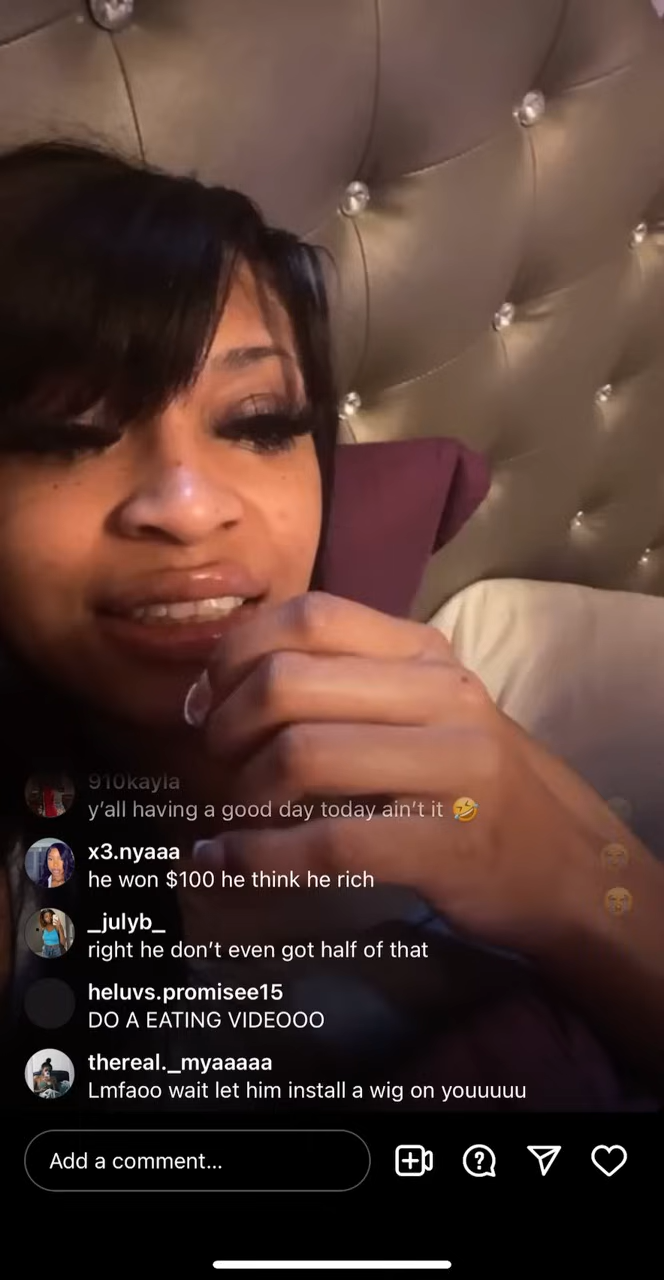 910kayla
y'all having a good day today ain't it 🤣
x3.nyaaa
he won $100 he think he rich
_julyb_
right he don't even got half of that
heluvs.promisee15
DO A EATING VIDEOOO
thereal._myaaaaa
Lmfaoo wait let him install a wig on youuuuu
Add a comment...